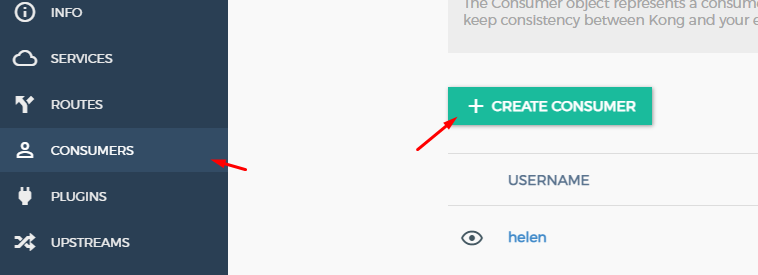 INFO
SERVICES
ROUTES
CONSUMERS
PLUGINS
UPSTREAMS
The Consumer object represents a
keep consistency between Kong and your
CREATE CONSUMER
USERNAME
helen